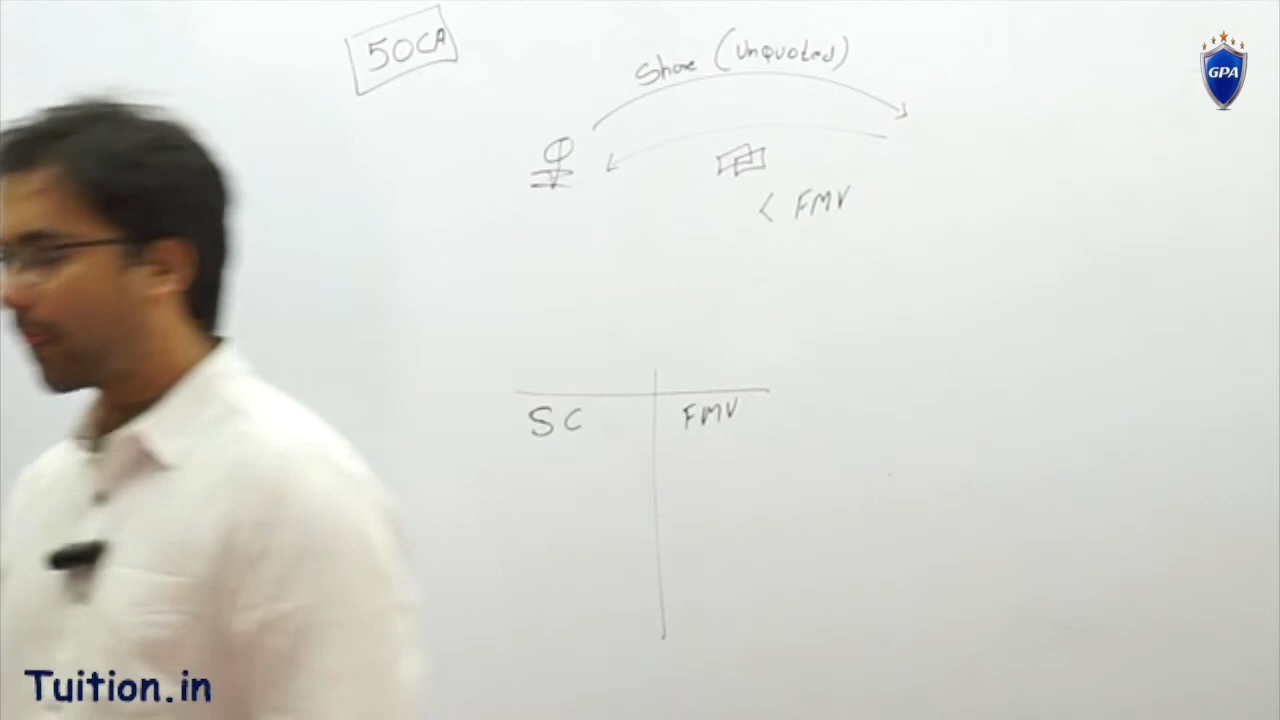 50CA
Share (Unquoted)
GPA
< FMV
SC FMV
Tuition.in